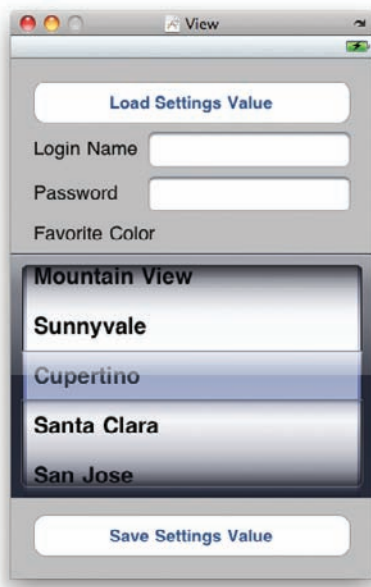 View
Load Settings Value
Login Name
Password
Favorite Color
Mountain View
Sunnyvale
Cupertino
Santa Clara
San Jose
Save Settings Value